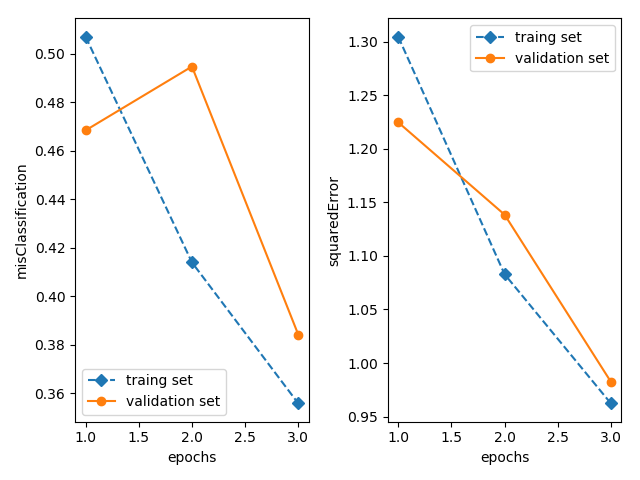 0.50
0.48
0.46
0.44
0.42
0.40
0.38
0.36
misClassification
traing set
validation set
1.0 1.5 2.0 2.5 3.0
epochs
1.30
1.25
1.20
1.15
1.10
1.05
1.00
0.95
squaredError
traing set
validation set
1.0 1.5 2.0 2.5 3.0
epochs